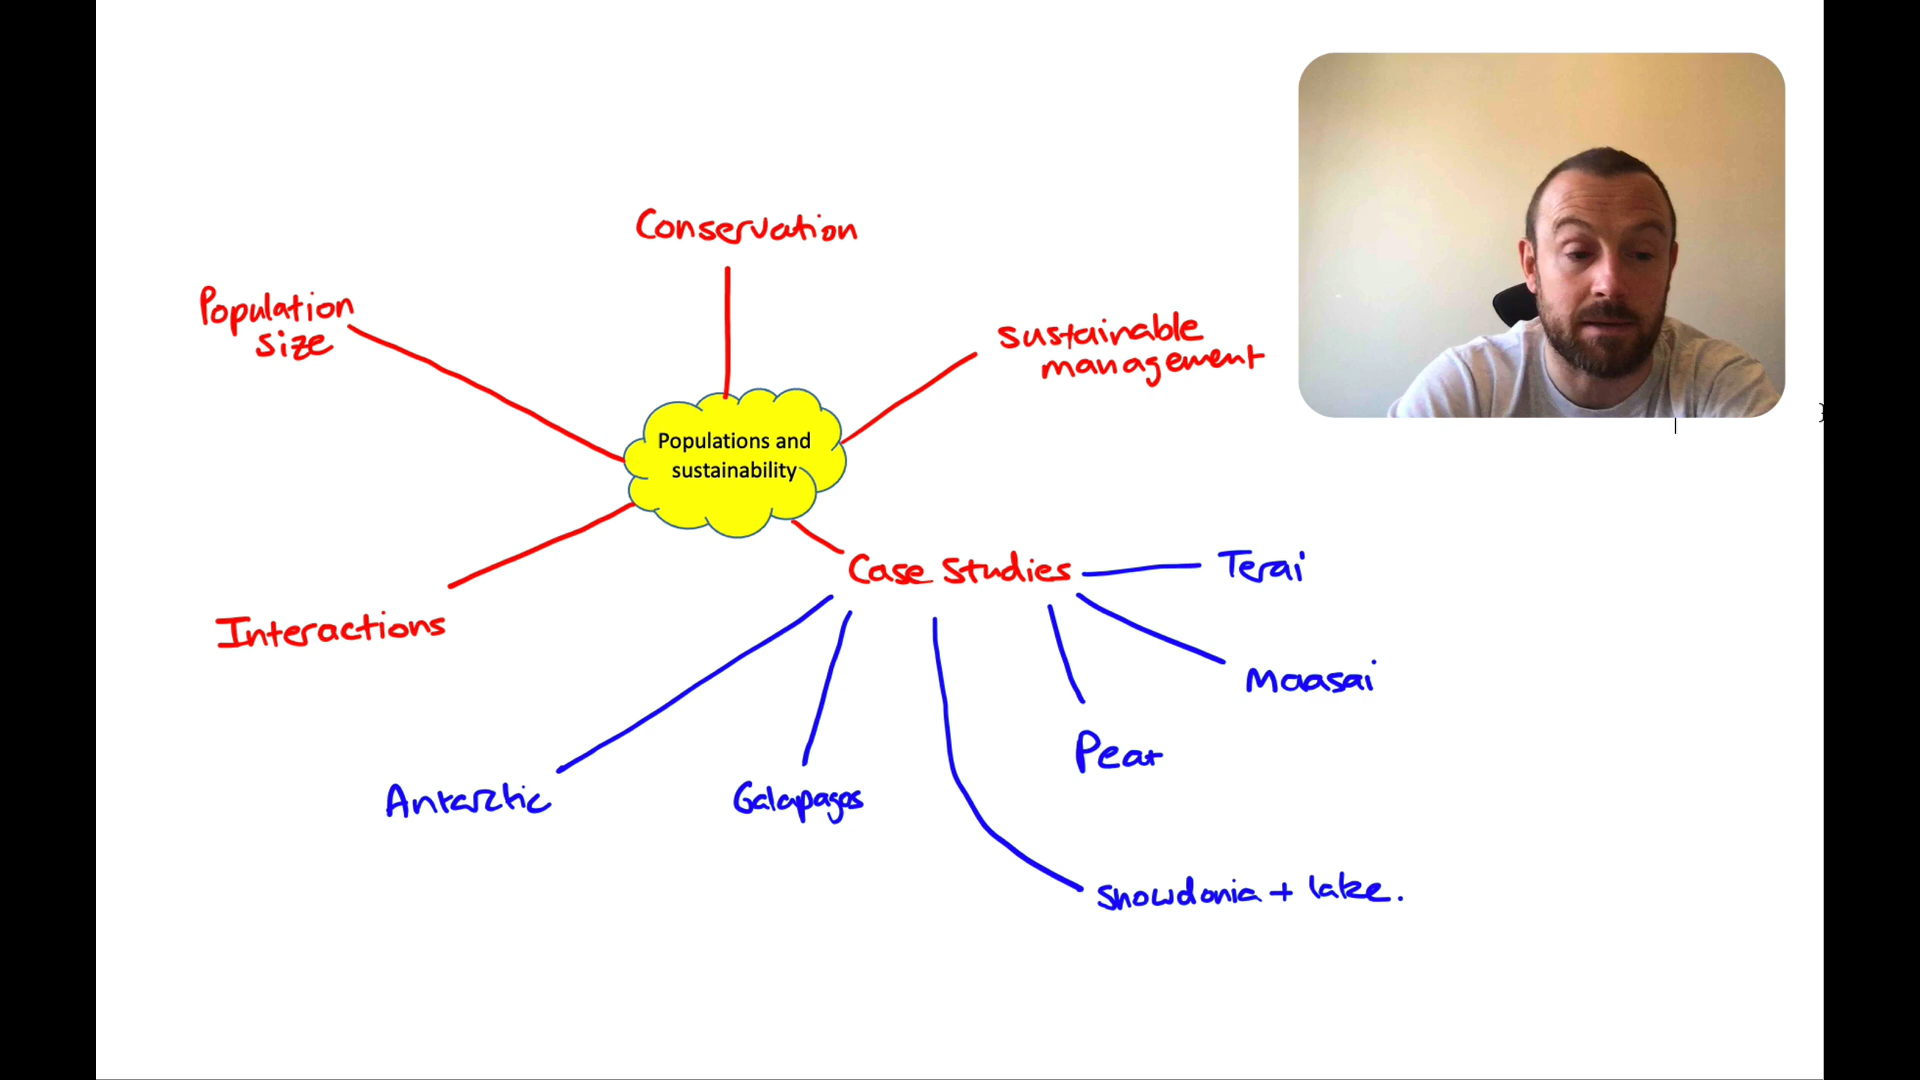 Conservation
Population
size
sustainable
management
Populations and
sustainability
Case Studies
Terai
Interactions
Maasai
Peat
Antarctic
Galapagos
Snowdonia + lake.
}